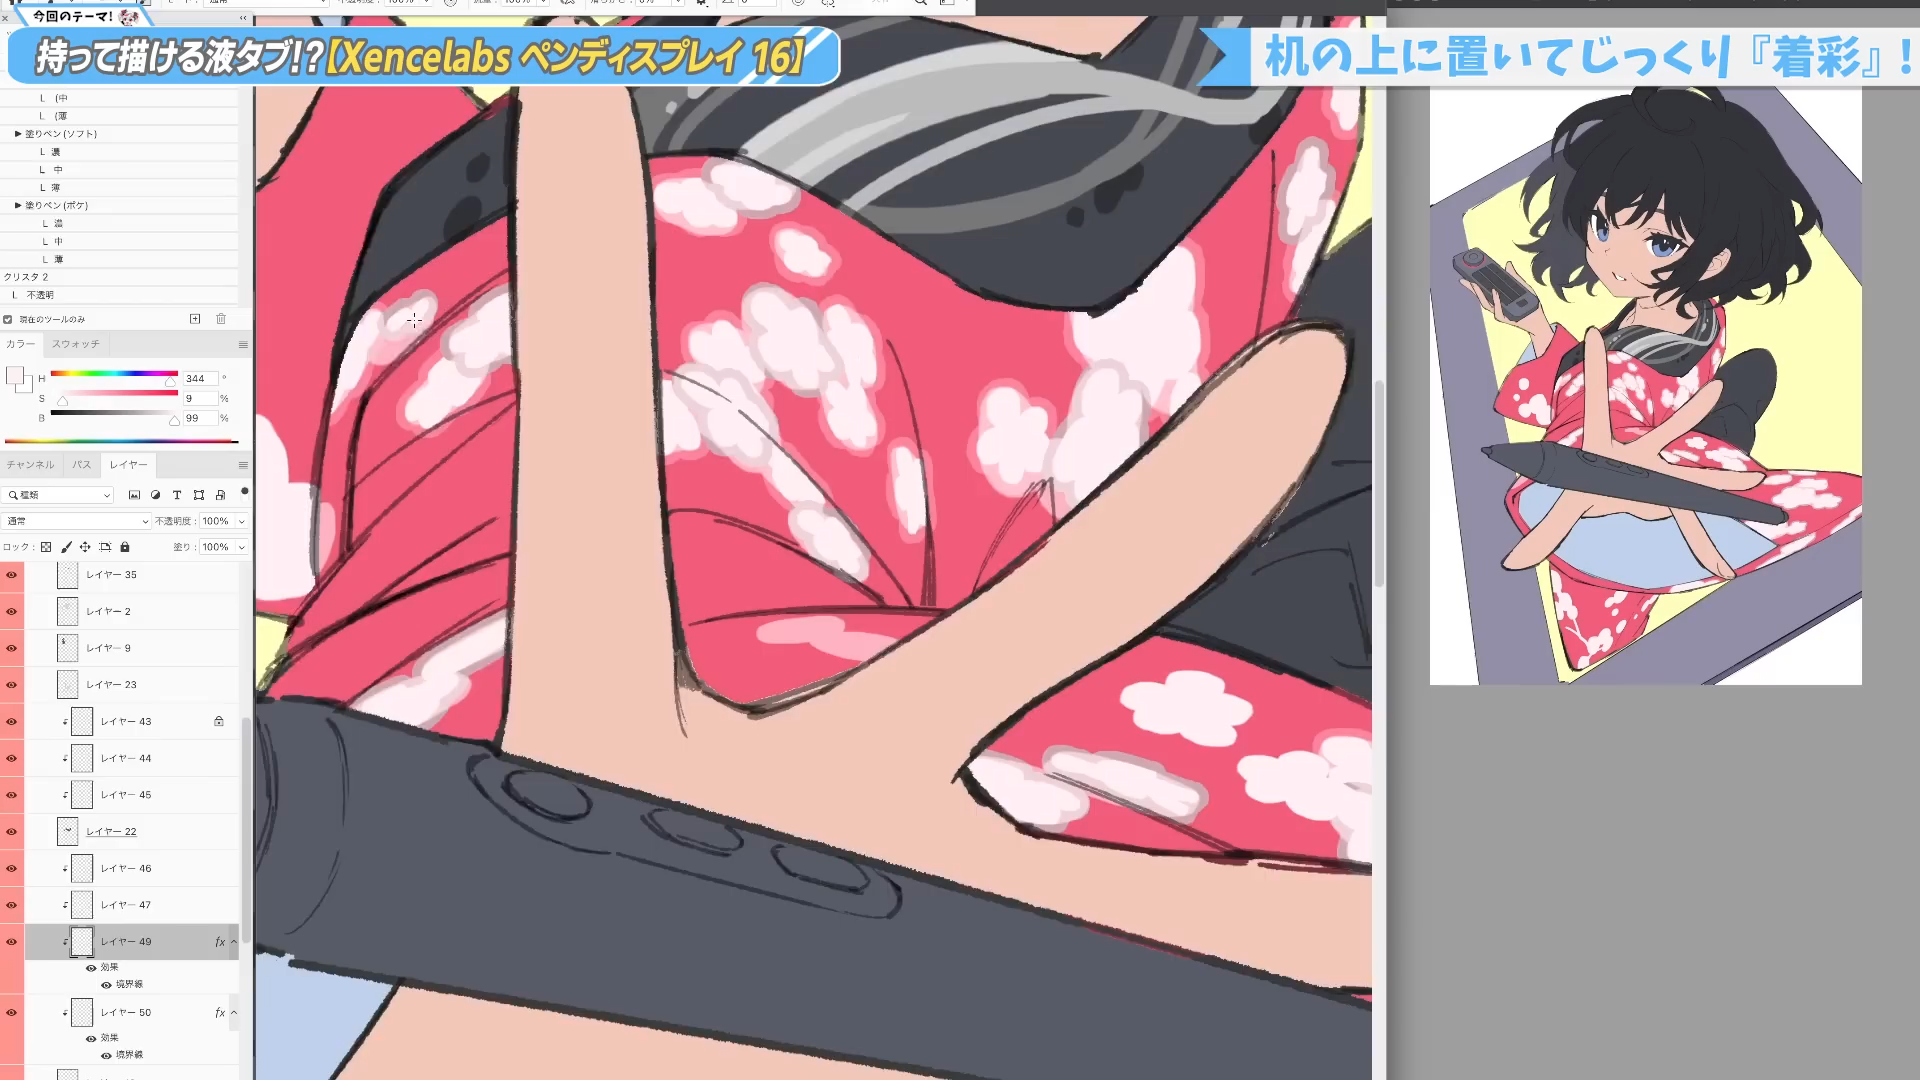 今回のテーマ!
持って描ける液タブ!?【Xencelabs ペンディスプレイ 16】
机の上に置いてじっくり『着彩』!
L (中
L (薄
塗りペン(ソフト)
L 濃
L 中
L 薄
塗りペン(ボケ)
L 濃
L 中
L 薄
クリスタ 2
L 不透明
現在のツールのみ
カラー スウォッチ
H 344 °
S 9 %
B 99 %
チャンネル パス レイヤー
種類
通常 不透明度: 100%
ロック: 塗り: 100%
レイヤー 35
レイヤー 2
レイヤー 9
レイヤー 23
レイヤー 43
レイヤー 44
レイヤー 45
レイヤー 22
レイヤー 46
レイヤー 47
レイヤー 49 fx
効果
境界線
レイヤー 50 fx
効果
境界線